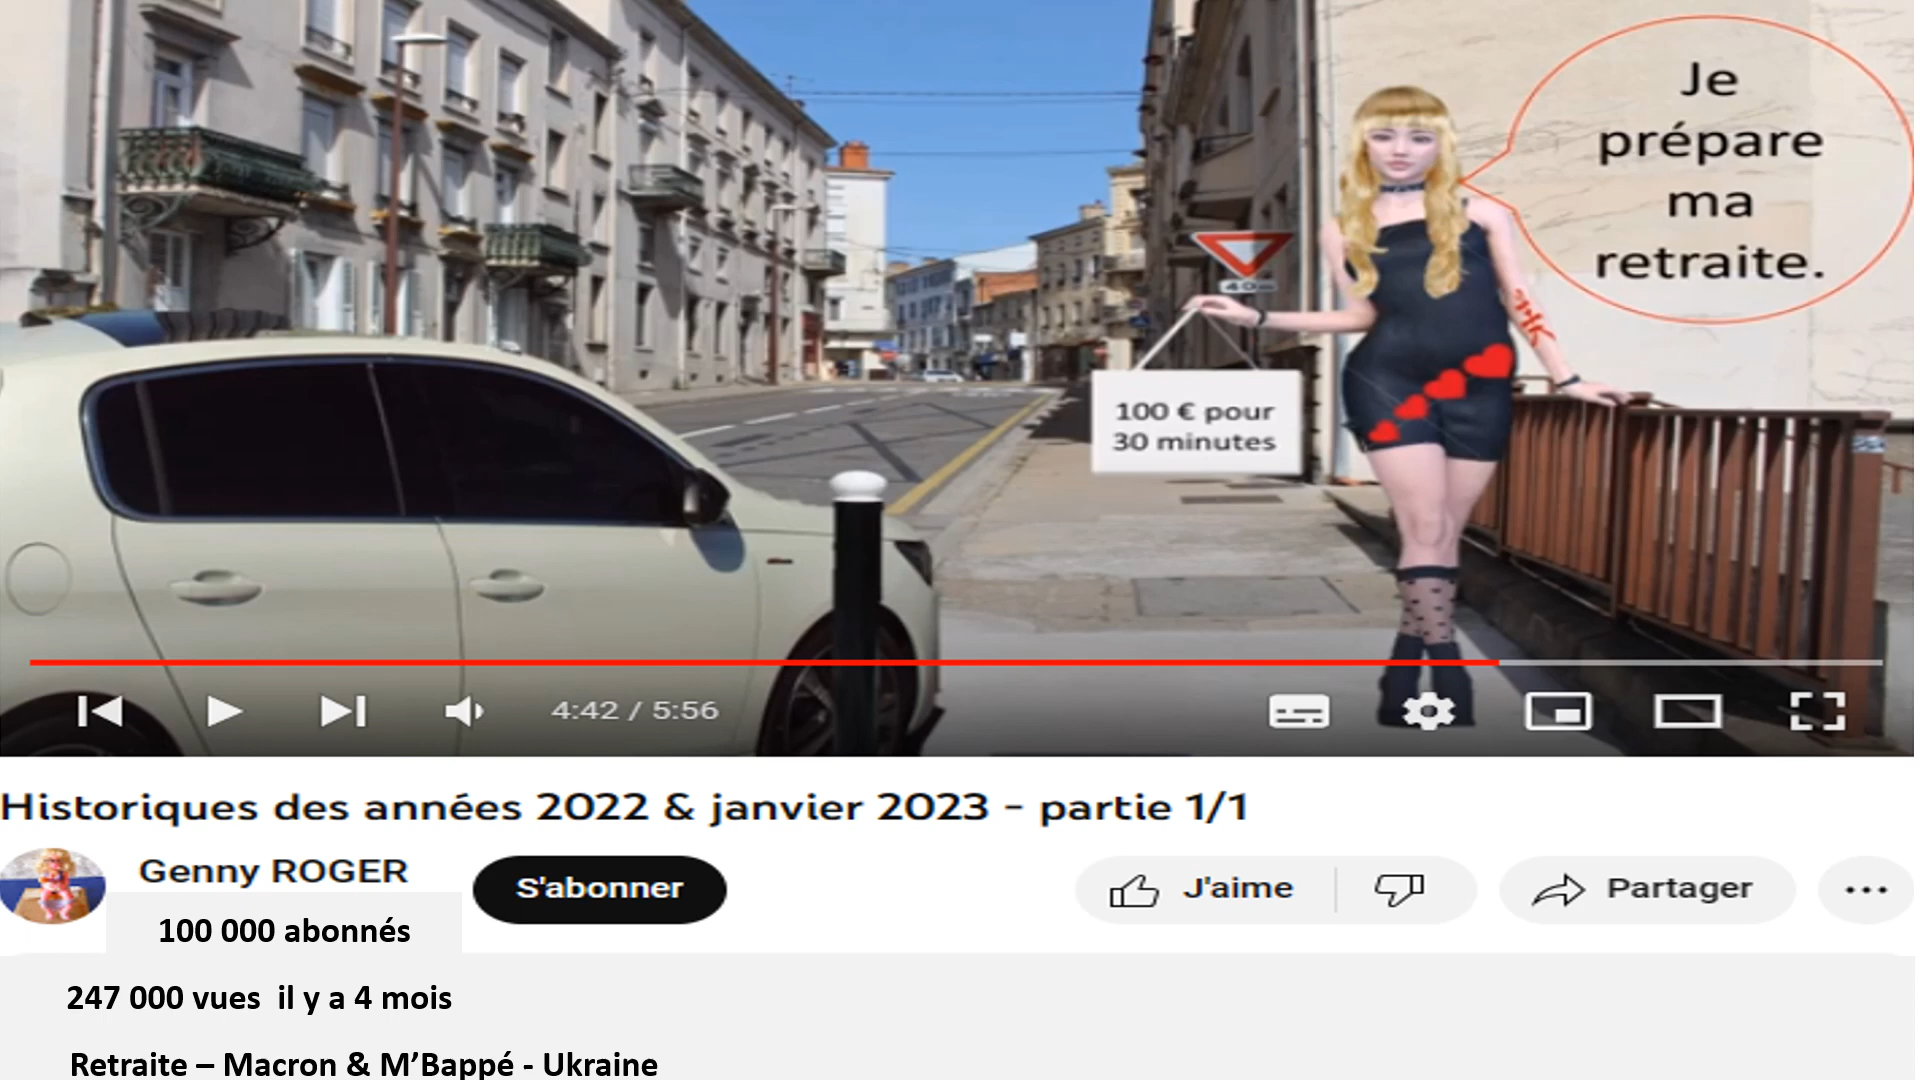 Je
prépare
ma
retraite.
40m
100 € pour
30 minutes
4:42 / 5:56
Historiques des années 2022 & janvier 2023 - partie 1/1
Genny ROGER
S'abonner
J'aime
Partager
100 000 abonnés
247 000 vues il y a 4 mois
Retraite – Macron & M’Bappé - Ukraine